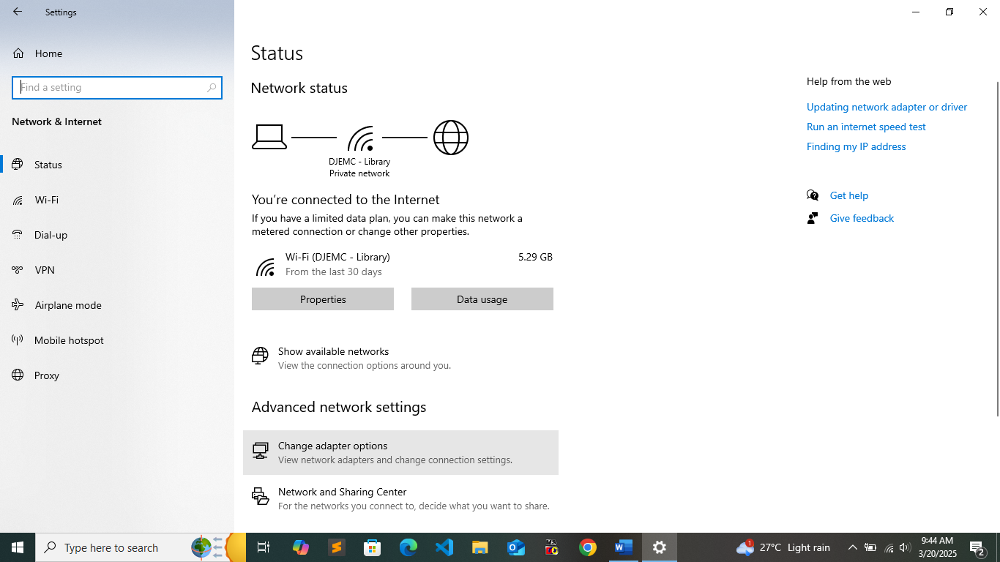 Settings
Home
Find a setting
Network & Internet
Status
Wi-Fi
Dial-up
VPN
Airplane mode
Mobile hotspot
Proxy
Status
Network status
DJEMC - Library
Private network
You're connected to the Internet
If you have a limited data plan, you can make this network a
metered connection or change other properties.
Wi-Fi (DJEMC - Library) 5.29 GB
From the last 30 days
Properties Data usage
Show available networks
View the connection options around you.
Advanced network settings
Change adapter options
View network adapters and change connection settings.
Network and Sharing Center
For the networks you connect to, decide what you want to share.
Help from the web
Updating network adapter or driver
Run an internet speed test
Finding my IP address
Get help
Give feedback
Type here to search
1
27°C Light rain
9:44 AM
3/20/2025
2